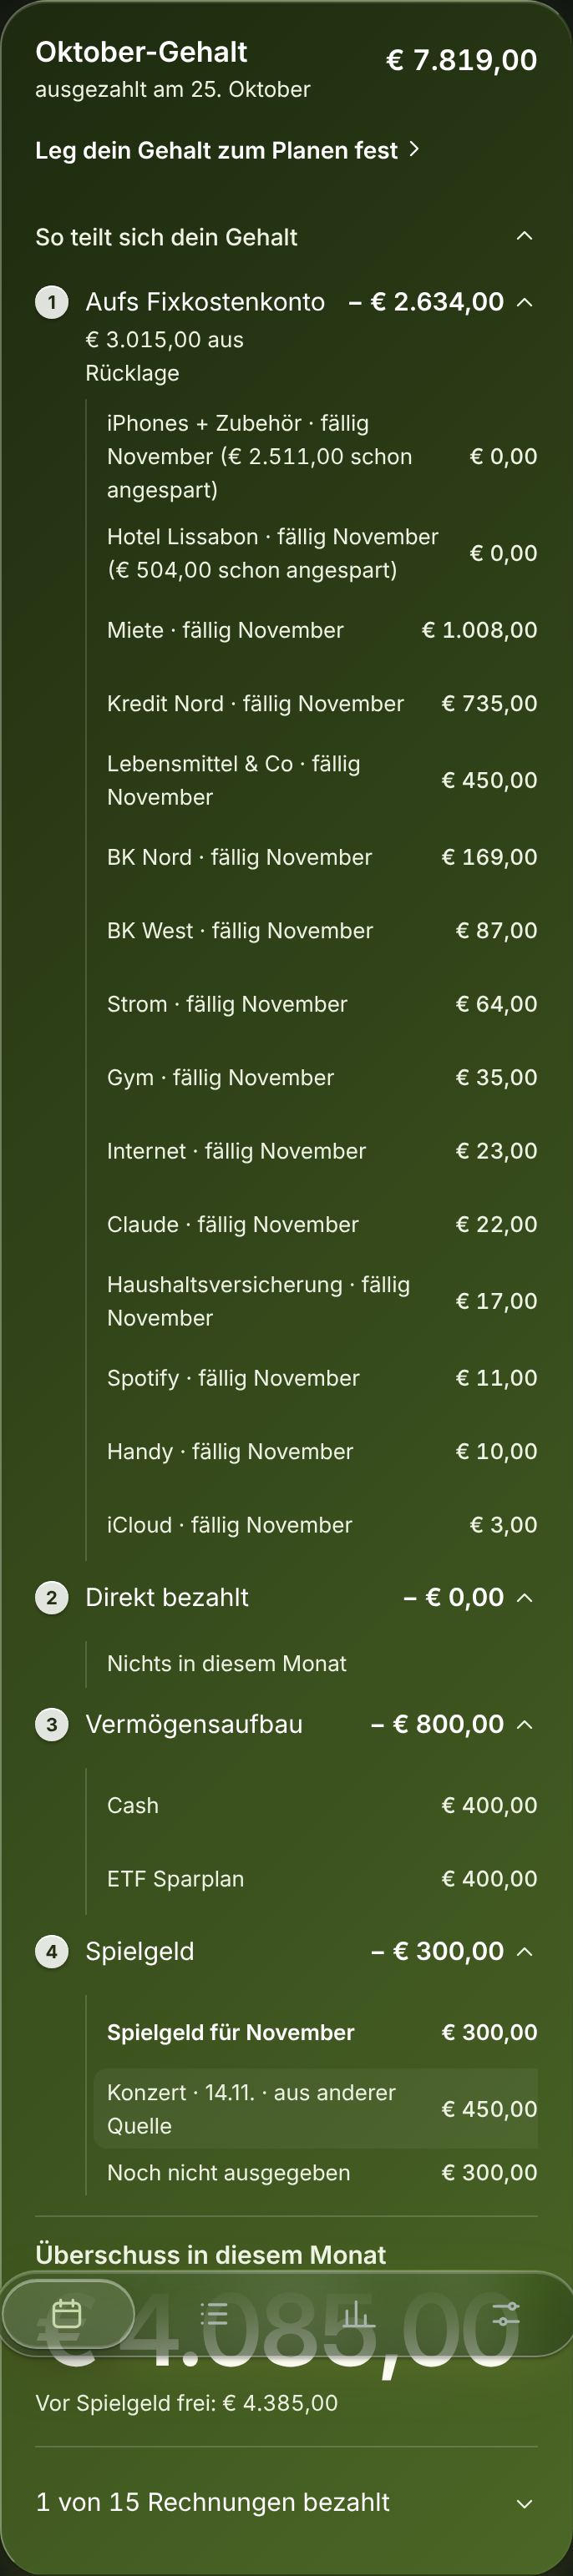 Oktober-Gehalt
€ 7.819,00
ausgezahlt am 25. Oktober
Leg dein Gehalt zum Planen fest
So teilt sich dein Gehalt
1 Aufs Fixkostenkonto – € 2.634,00
€ 3.015,00 aus
Rücklage
iPhones + Zubehör · fällig
November (€ 2.511,00 schon
angespart)
€ 0,00
Hotel Lissabon · fällig November
(€ 504,00 schon angespart)
€ 0,00
Miete · fällig November € 1.008,00
Kredit Nord · fällig November € 735,00
Lebensmittel & Co · fällig
November
€ 450,00
BK Nord · fällig November € 169,00
BK West · fällig November € 87,00
Strom · fällig November € 64,00
Gym · fällig November € 35,00
Internet · fällig November € 23,00
Claude · fällig November € 22,00
Haushaltsversicherung · fällig
November
€ 17,00
Spotify · fällig November € 11,00
Handy · fällig November € 10,00
iCloud · fällig November € 3,00
2 Direkt bezahlt – € 0,00
Nichts in diesem Monat
3 Vermögensaufbau – € 800,00
Cash € 400,00
ETF Sparplan € 400,00
4 Spielgeld – € 300,00
Spielgeld für November € 300,00
Konzert · 14.11. · aus anderer
Quelle
€ 450,00
Noch nicht ausgegeben € 300,00
Überschuss in diesem Monat
€ 4.085,00
Vor Spielgeld frei: € 4.385,00
1 von 15 Rechnungen bezahlt